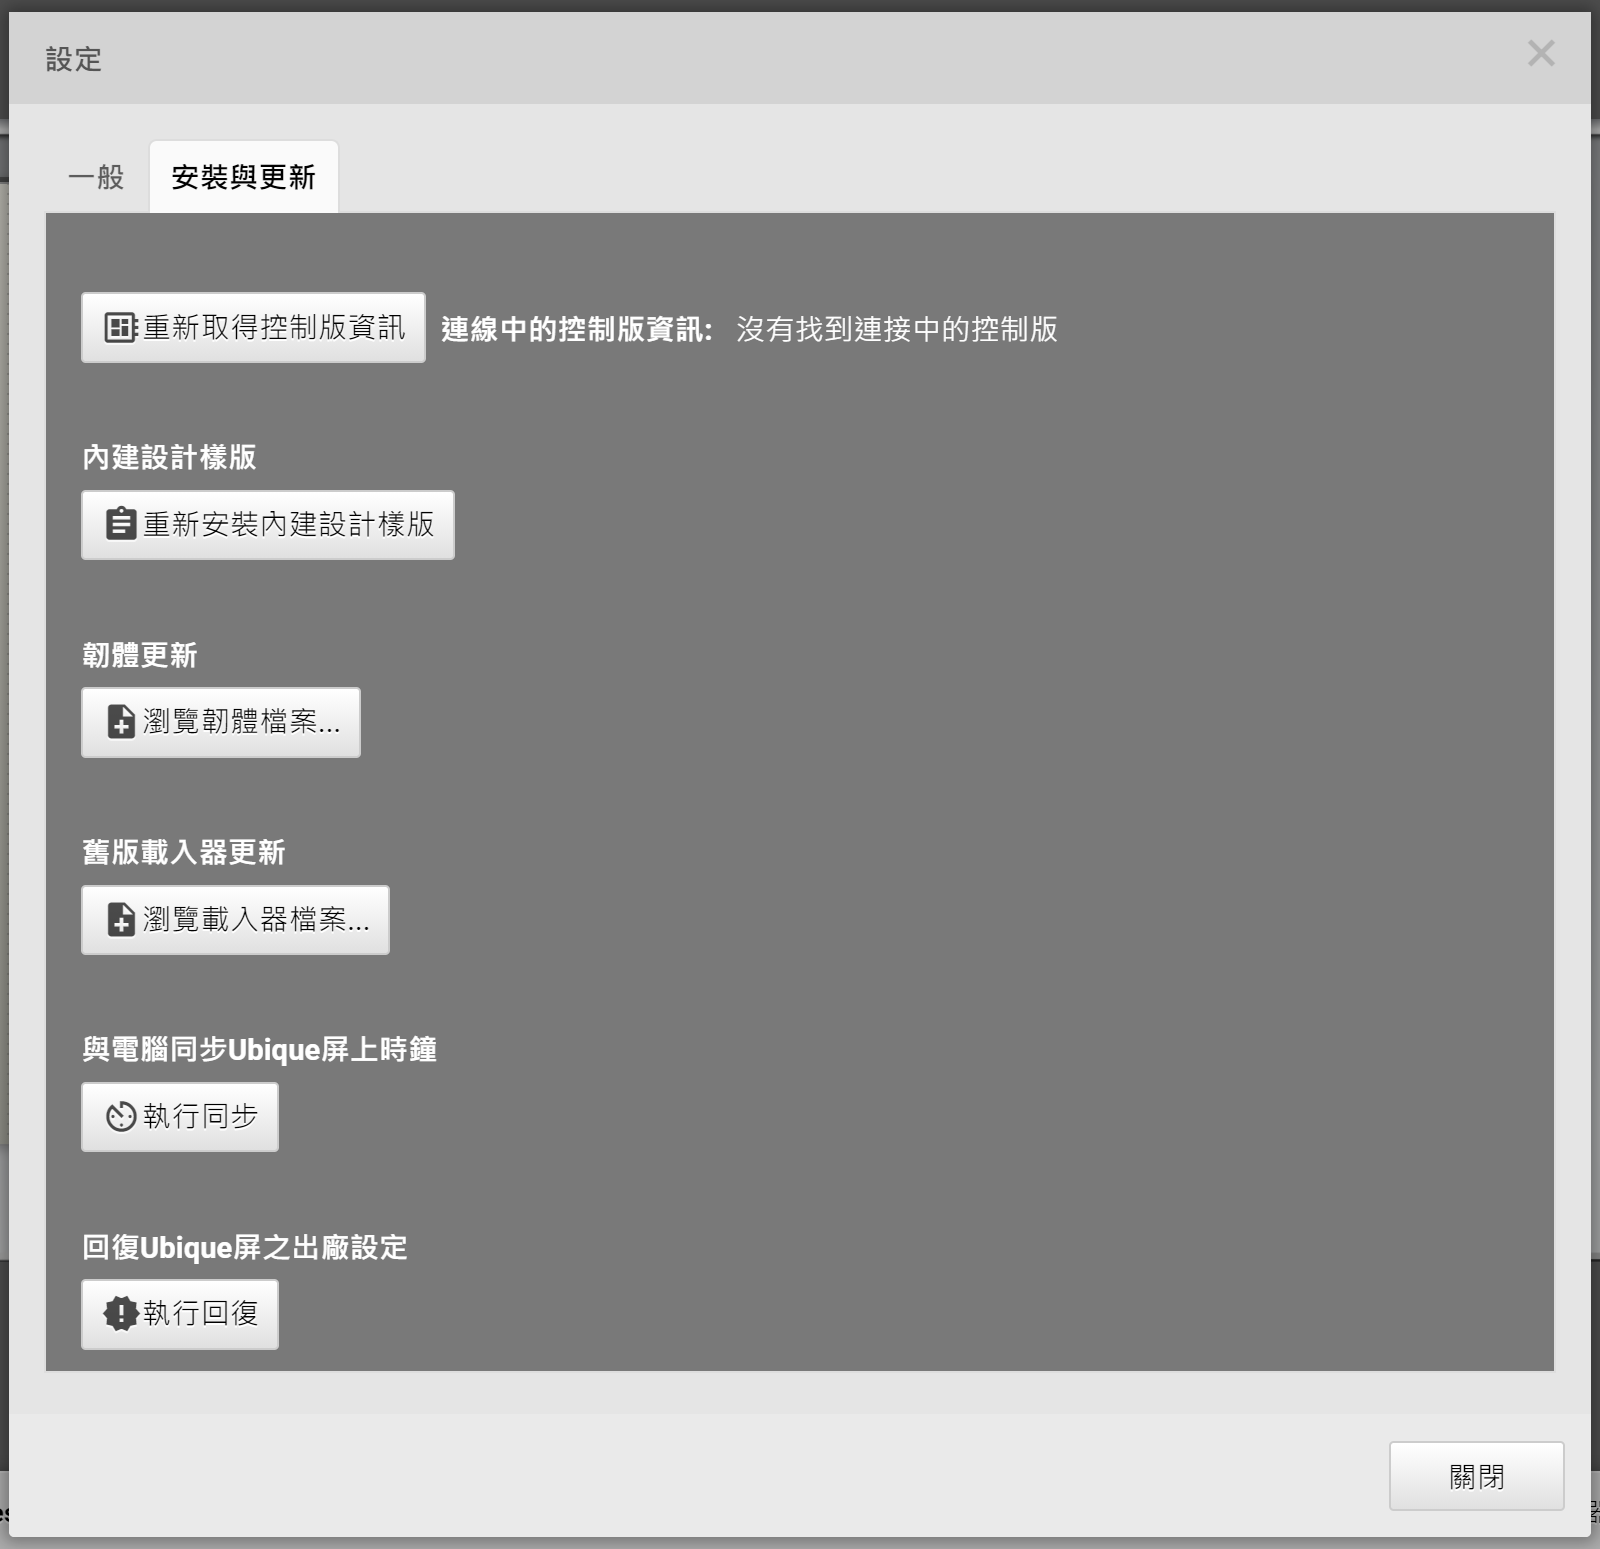 設定
一般
安裝與更新
重新取得控制版資訊 連線中的控制版資訊: 沒有找到連接中的控制版
內建設計樣版
重新安裝內建設計樣版
韌體更新
瀏覽韌體檔案...
舊版載入器更新
瀏覽載入器檔案...
與電腦同步Ubique屏上時鐘
執行同步
回復Ubique屏之出廠設定
執行回復
關閉